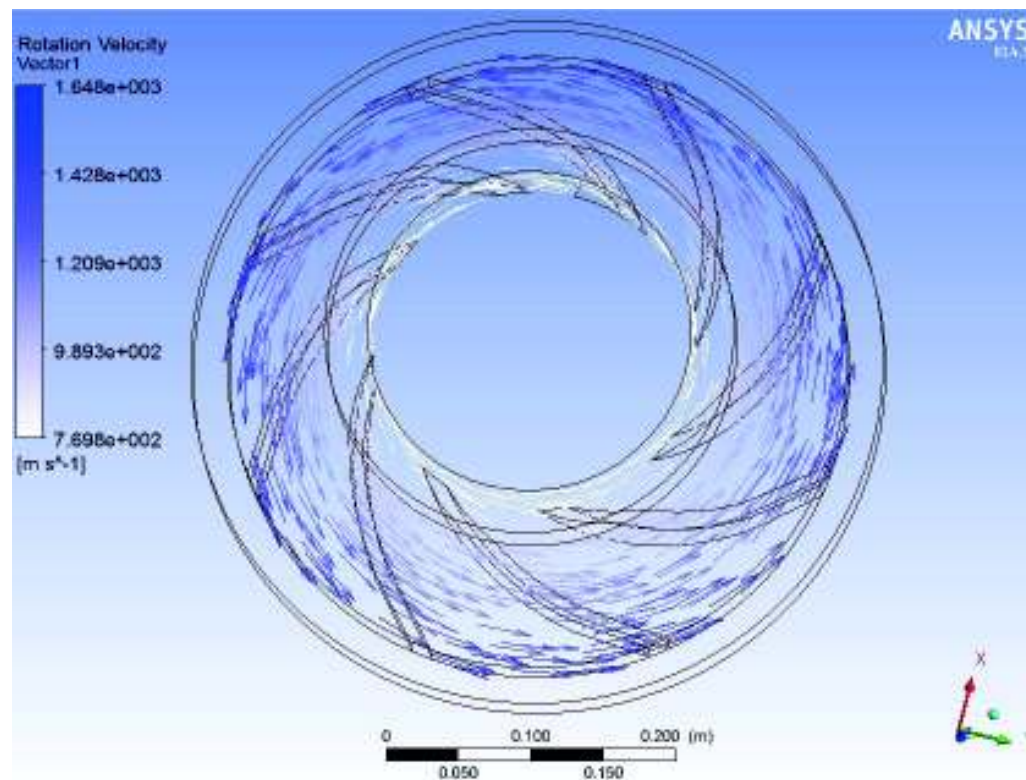 Rotation Velocity
Vector1
1.648e+003
1.428e+003
1.209e+003
9.893e+002
7.698e+002
[m s^-1]
ANSYS
0 0.100 0.200 (m)
0.050 0.150
X